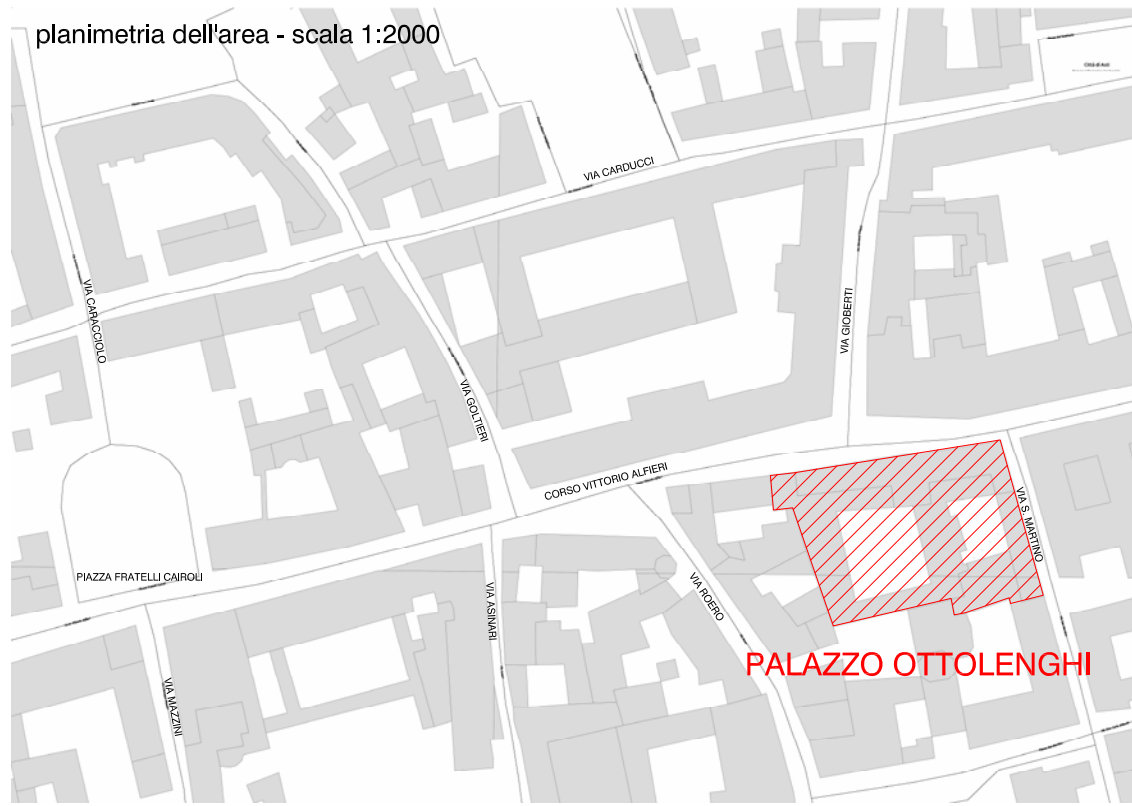 planimetria dell'area - scala 1:2000
Città di Asti
VIA CARDUCCI
VIA CARACCIOLO
VIA GIOBERTI
VIA GOLTIERI
CORSO VITTORIO ALFIERI
VIA S. MARTINO
PIAZZA FRATELLI CAIROLI
VIA ASINARI
VIA ROERO
PALAZZO OTTOLENGHI
VIA MAZZINI